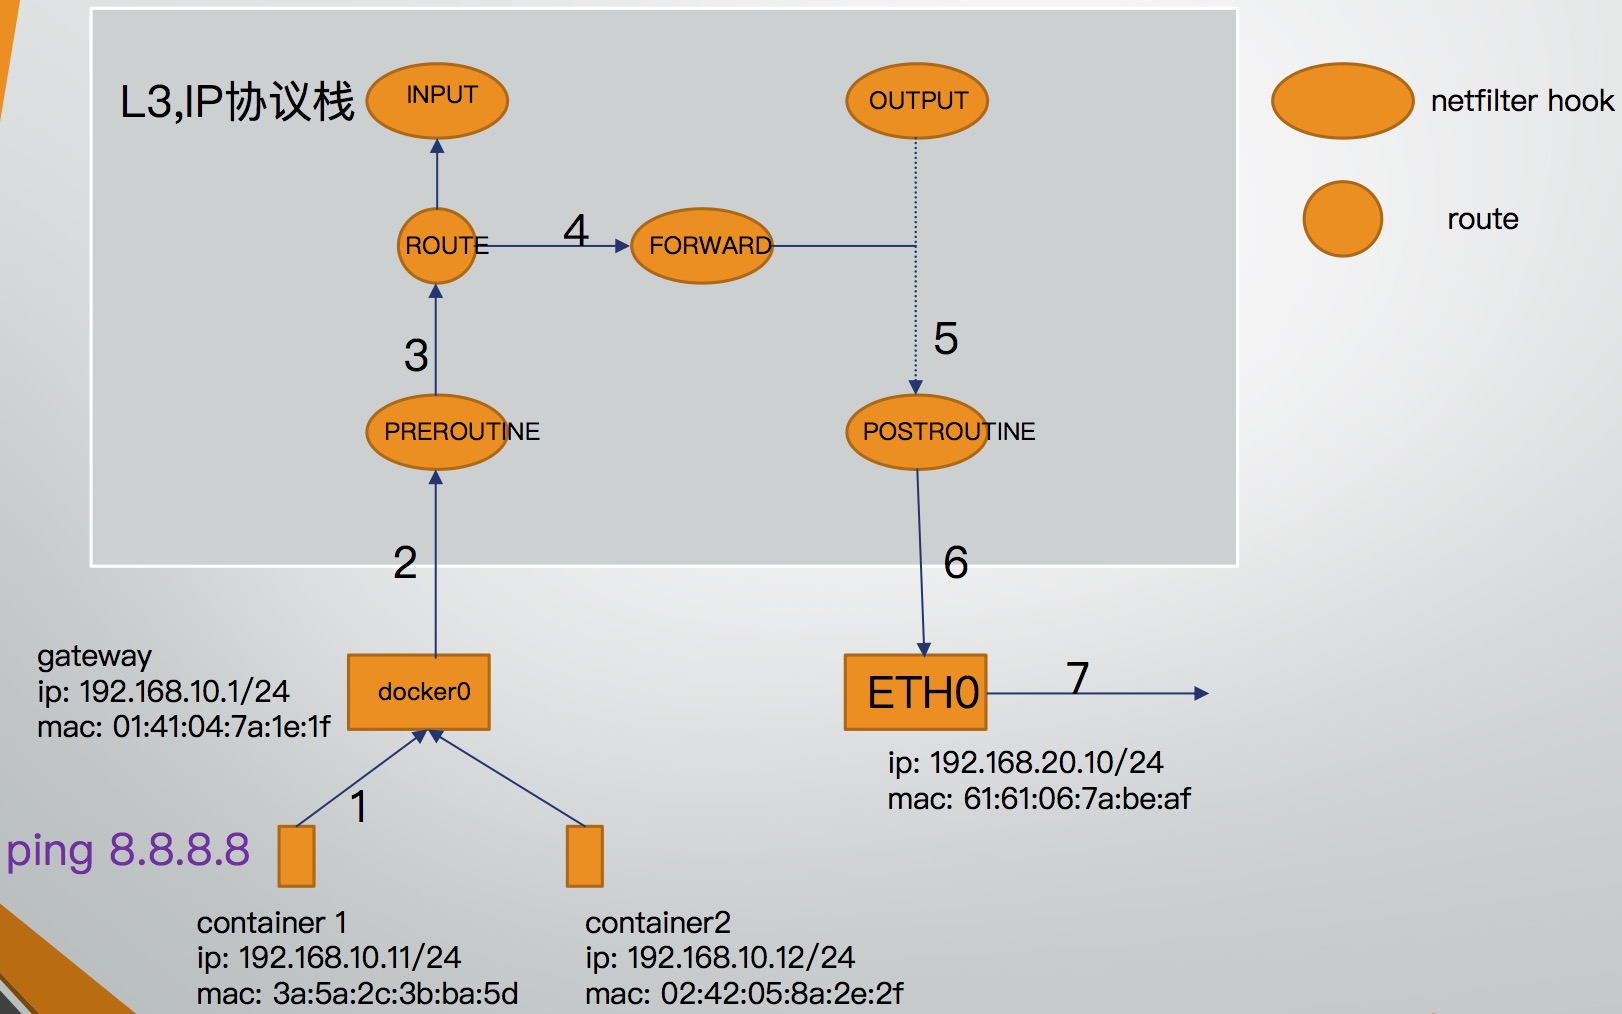 L3,IP协议栈
INPUT
OUTPUT
netfilter hook
route
ROUTE
4
FORWARD
3
5
PREROUTINE
POSTROUTINE
2
6
gateway
ip: 192.168.10.1/24
mac: 01:41:04:7a:1e:1f
docker0
ETH0
7
ip: 192.168.20.10/24
mac: 61:61:06:7a:be:af
1
ping 8.8.8.8
container 1
ip: 192.168.10.11/24
mac: 3a:5a:2c:3b:ba:5d
container2
ip: 192.168.10.12/24
mac: 02:42:05:8a:2e:2f